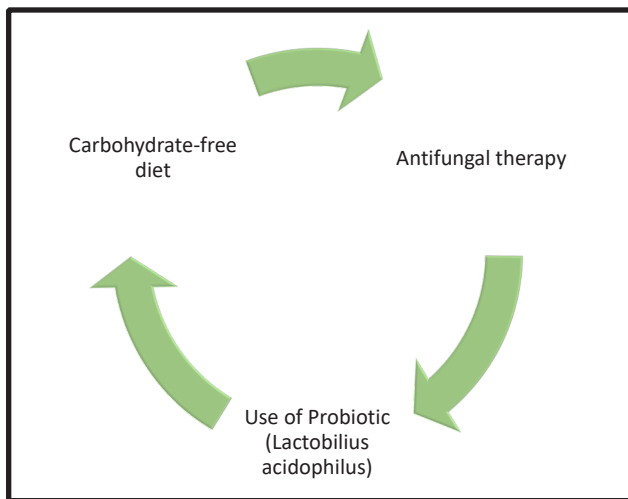 Carbohydrate-free
diet
Antifungal therapy
Use of Probiotic
(Lactobilius
acidophilus)